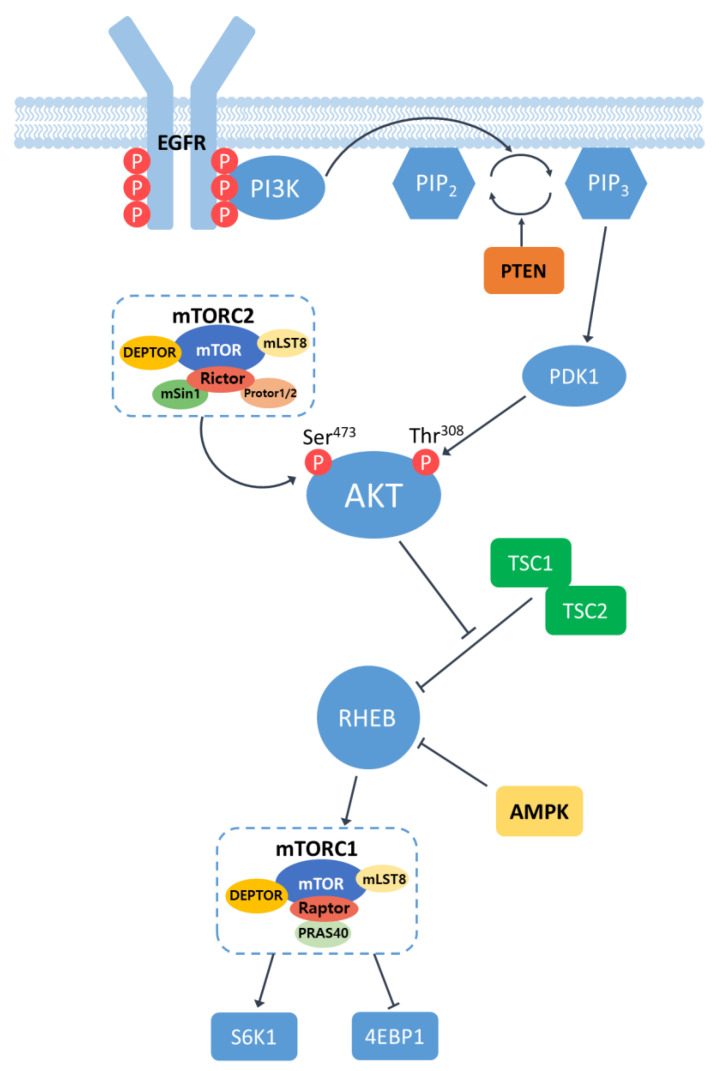 EGFR
P
P
P
P
P
P
PI3K
PIP2
PIP3
PTEN
mTORC2
DEPTOR
mTOR
mLST8
Rictor
mSin1
Protor1/2
PDK1
Ser473
Thr308
P
P
AKT
TSC1
TSC2
RHEB
AMPK
mTORC1
mTOR
mLST8
DEPTOR
Raptor
PRAS40
S6K1
4EBP1